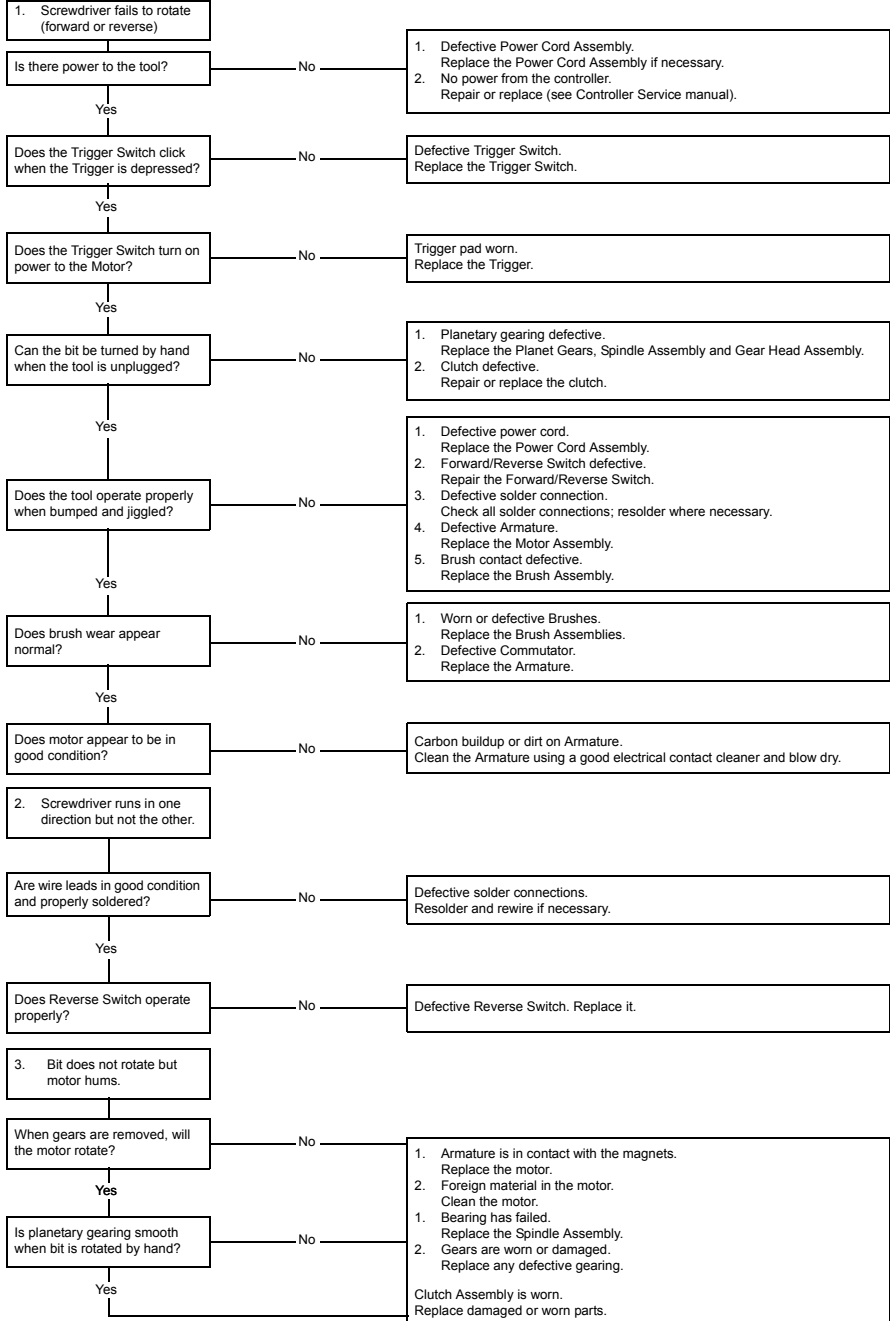 1. Screwdriver fails to rotate
(forward or reverse)
Is there power to the tool?
No
1. Defective Power Cord Assembly.
Replace the Power Cord Assembly if necessary.
2. No power from the controller.
Repair or replace (see Controller Service manual).
Yes
Does the Trigger Switch click
when the Trigger is depressed?
No
Defective Trigger Switch.
Replace the Trigger Switch.
Yes
Does the Trigger Switch turn on
power to the Motor?
No
Trigger pad worn.
Replace the Trigger.
Yes
Can the bit be turned by hand
when the tool is unplugged?
No
1. Planetary gearing defective.
Replace the Planet Gears, Spindle Assembly and Gear Head Assembly.
2. Clutch defective.
Repair or replace the clutch.
Yes
Does the tool operate properly
when bumped and jiggled?
No
1. Defective power cord.
Replace the Power Cord Assembly.
2. Forward/Reverse Switch defective.
Repair the Forward/Reverse Switch.
3. Defective solder connection.
Check all solder connections; resolder where necessary.
4. Defective Armature.
Replace the Motor Assembly.
5. Brush contact defective.
Replace the Brush Assembly.
Yes
Does brush wear appear
normal?
No
1. Worn or defective Brushes.
Replace the Brush Assemblies.
2. Defective Commutator.
Replace the Armature.
Yes
Does motor appear to be in
good condition?
No
Carbon buildup or dirt on Armature.
Clean the Armature using a good electrical contact cleaner and blow dry.
2. Screwdriver runs in one
direction but not the other.
Are wire leads in good condition
and properly soldered?
No
Defective solder connections.
Resolder and rewire if necessary.
Yes
Does Reverse Switch operate
properly?
No
Defective Reverse Switch. Replace it.
3. Bit does not rotate but
motor hums.
When gears are removed, will
the motor rotate?
No
1. Armature is in contact with the magnets.
Replace the motor.
2. Foreign material in the motor.
Clean the motor.
Yes
Is planetary gearing smooth
when bit is rotated by hand?
No
1. Bearing has failed.
Replace the Spindle Assembly.
2. Gears are worn or damaged.
Replace any defective gearing.
Yes
Clutch Assembly is worn.
Replace damaged or worn parts.